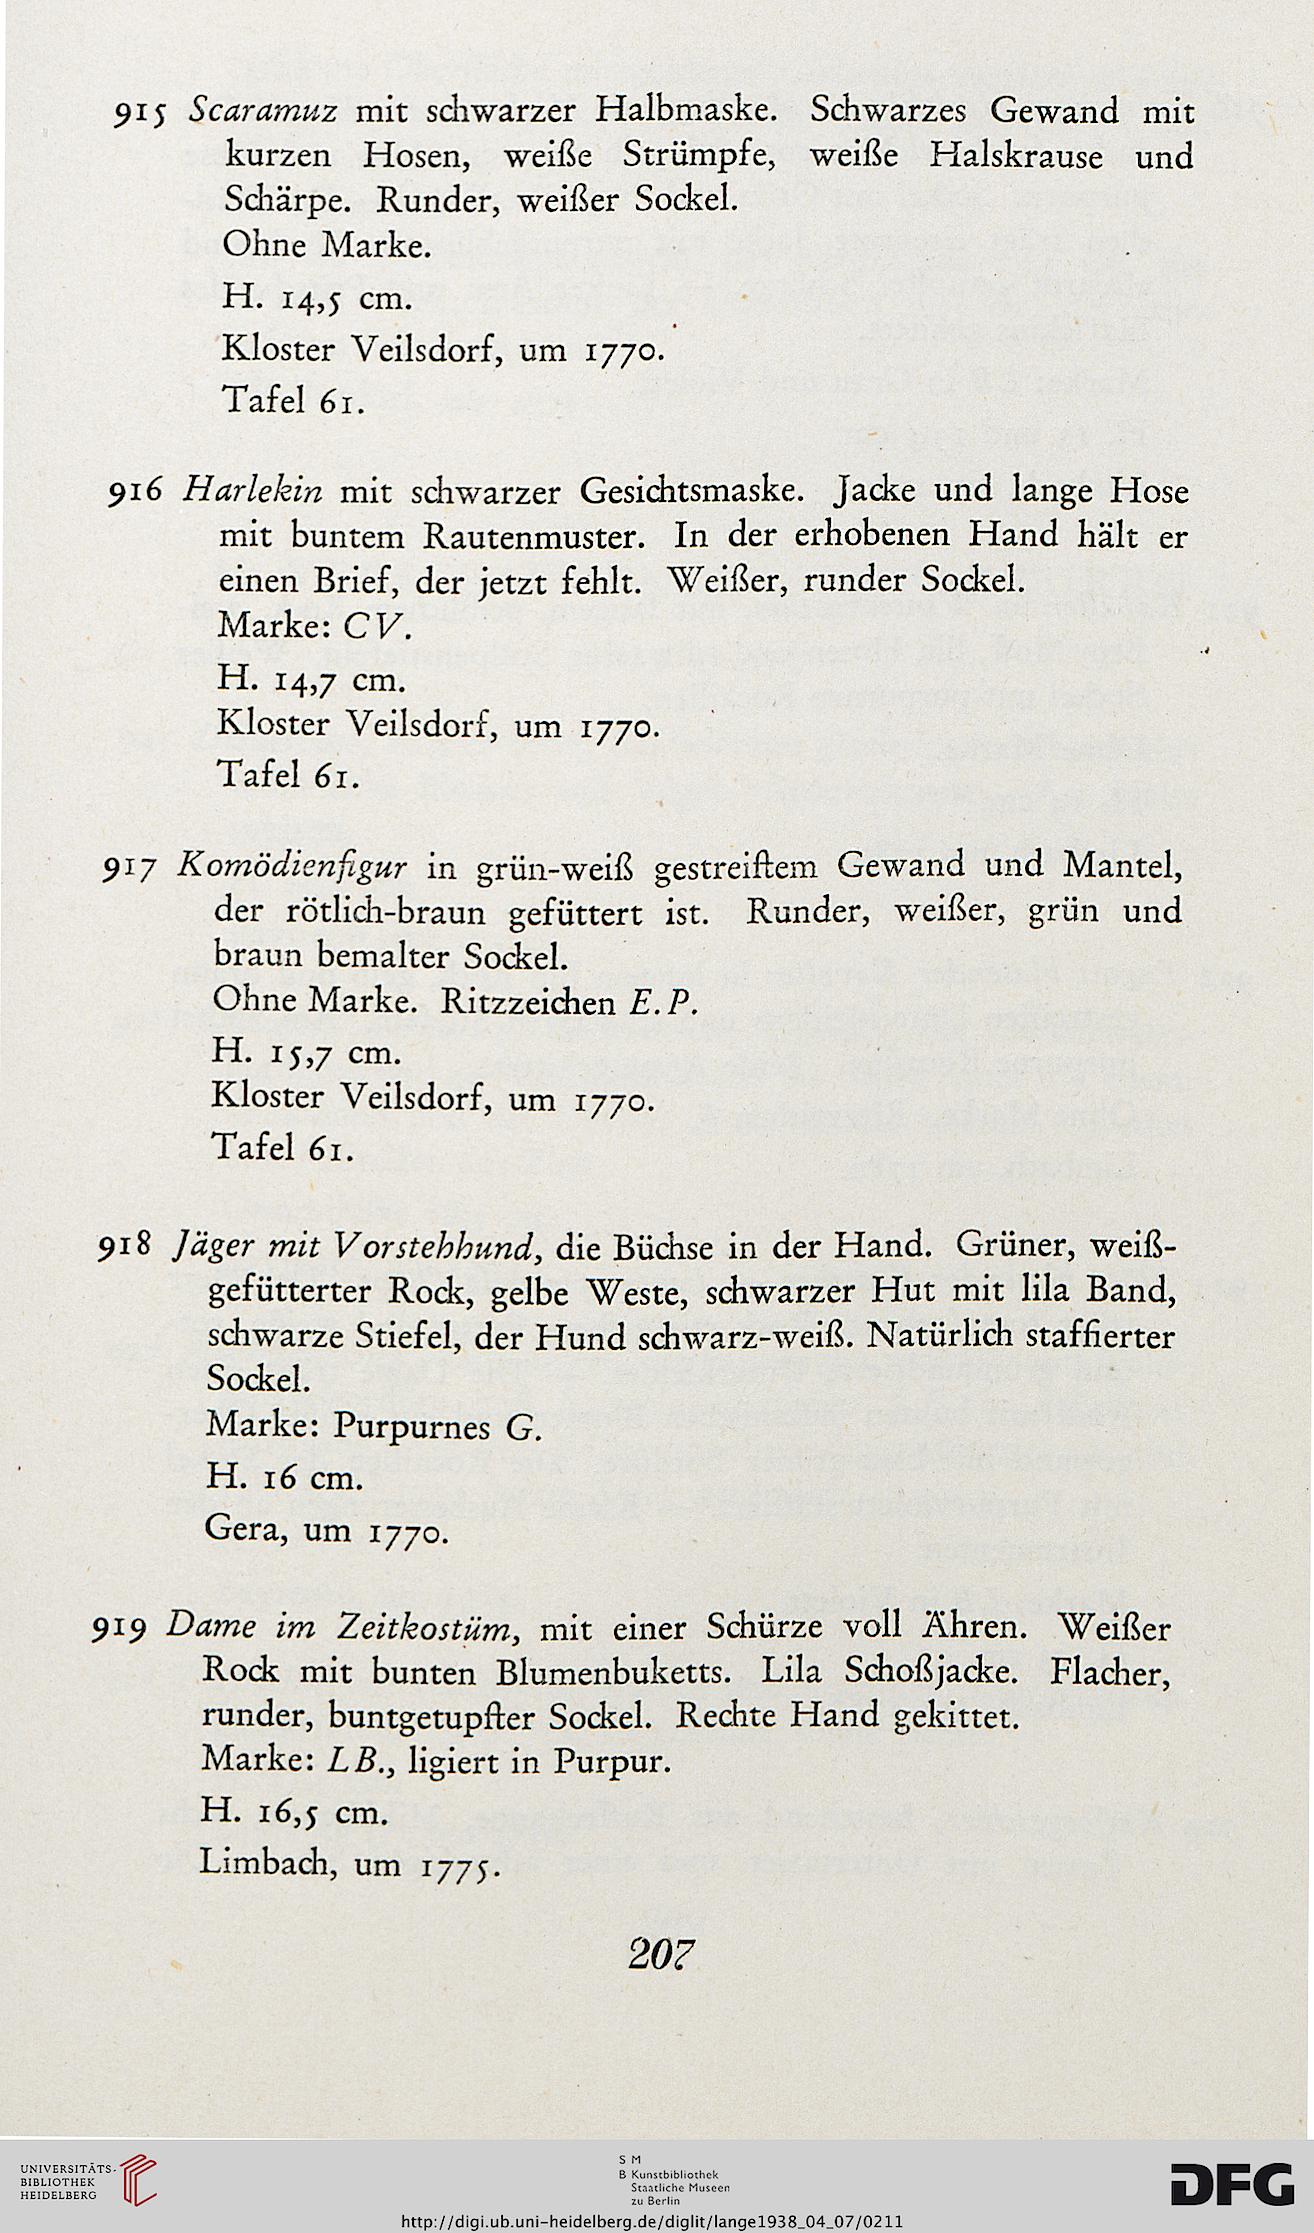 915 Scaramuz mit schwarzer Halbmaske. Schwarzes Gewand mit
kurzen Hosen, weiße Strümpfe, weiße Halskrause und
Schärpe. Runder, weißer Sockel.
Ohne Marke.
H. 14,5 cm.
Kloster Veilsdorf, um 1770.
Tafel 61.
916 Harlekin mit schwarzer Gesichtsmaske. Jacke und lange Hose
mit buntem Rautenmuster. In der erhobenen Hand hält er
einen Brief, der jetzt fehlt. Weißer, runder Sockel.
Marke: CV.
H. 14,7 cm.
Kloster Veilsdorf, um 1770.
Tafel 61.
917 Komödienfigur in grün-weiß gestreiftem Gewand und Mantel,
der rötlich-braun gefüttert ist. Runder, weißer, grün und
braun bemalter Sockel.
Ohne Marke. Ritzzeichen E. P.
H. 15,7 cm.
Kloster Veilsdorf, um 1770.
Tafel 61.
918 Jäger mit Vorstehhund, die Büchse in der Hand. Grüner, weiß-
gefütterter Rock, gelbe Weste, schwarzer Hut mit lila Band,
schwarze Stiefel, der Hund schwarz-weiß. Natürlich staffierter
Sockel.
Marke: Purpurnes G.
H. 16 cm.
Gera, um 1770.
919 Dame im Zeitkostüm, mit einer Schürze voll Ähren. Weißer
Rock mit bunten Blumenbuketts. Lila Schoßjacke. Flacher,
runder, buntgetupfter Sockel. Rechte Hand gekittet.
Marke: LB., ligiert in Purpur.
H. 16,5 cm.
Limbach, um 1775.
207
UNIVERSITÄTS-
BIBLIOTHEK
HEIDELBERG
S M
B Kunstbibliothek
Staatliche Museen
zu Berlin
http://digi.ub.uni-heidelberg.de/diglit/lange1938_04_07/0211
DFG